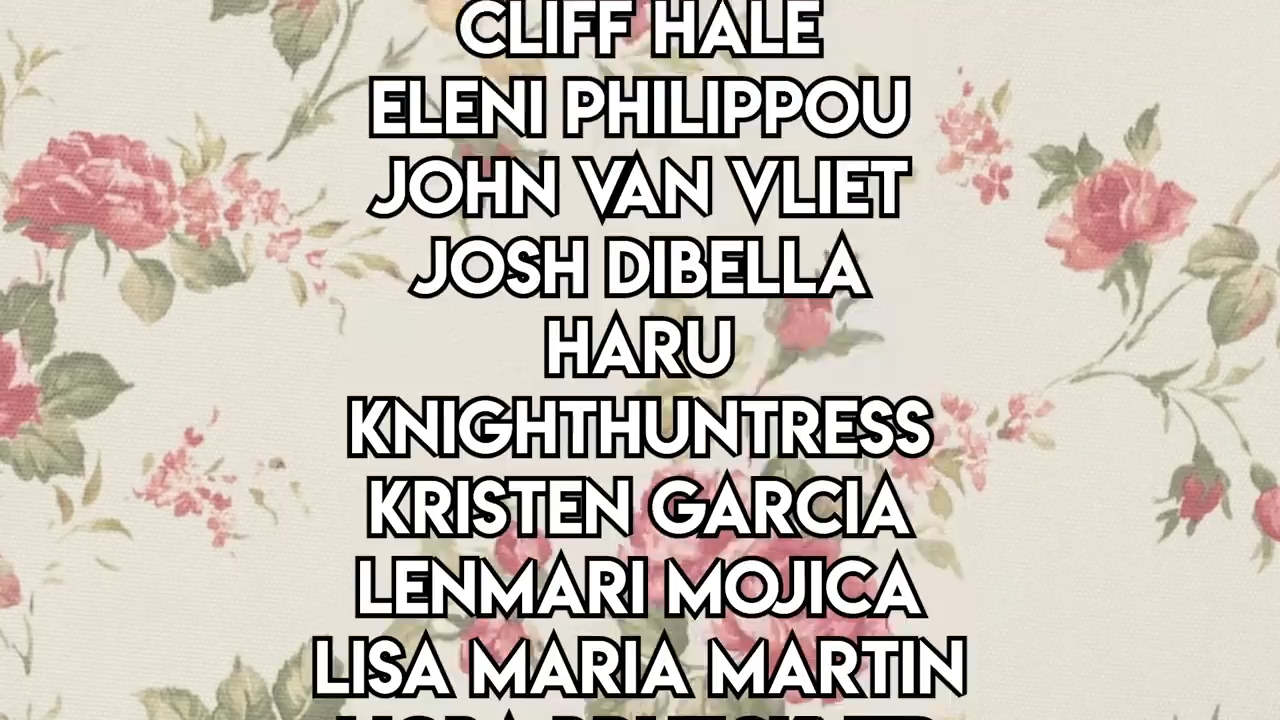 CLIFF HALE
ELENI PHILIPPOU
JOHN VAN VLIET
JOSH DIBELLA
HARU
KNIGHTHUNTRESS
KRISTEN GARCIA
LENMARI MOJICA
LISA MARIA MARTIN